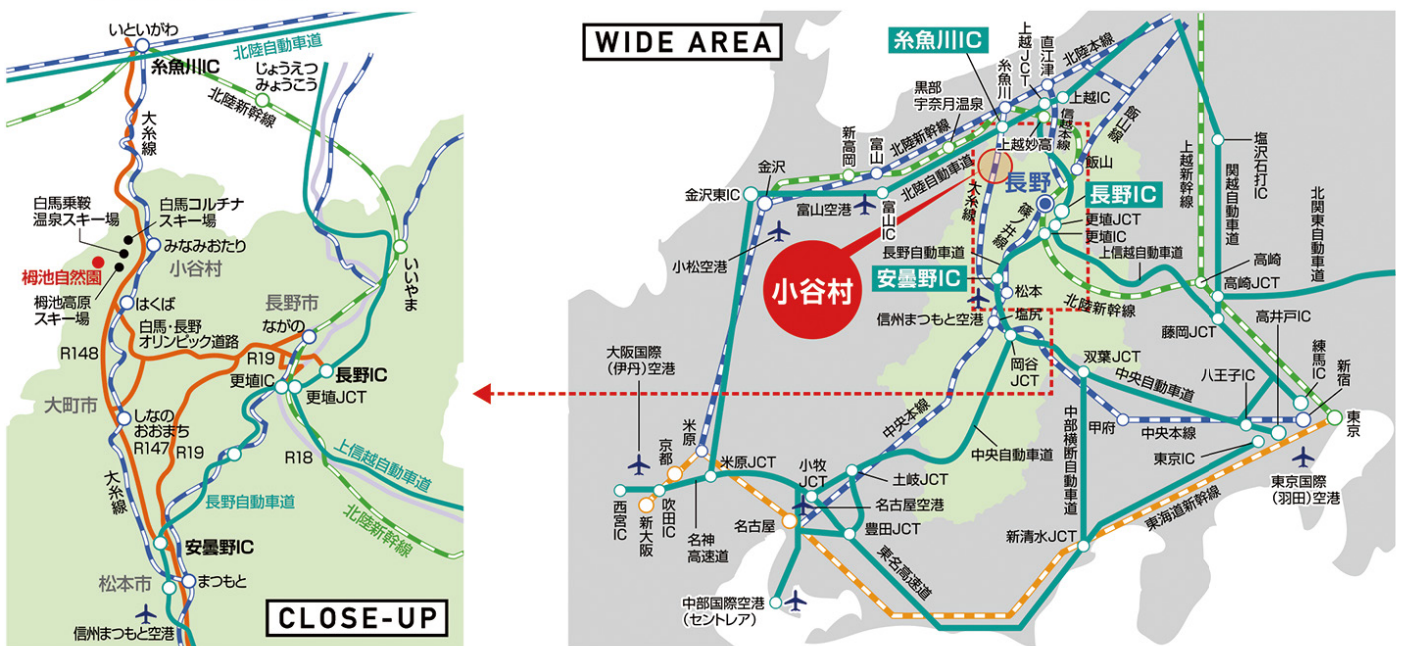 いといがわ
北陸自動車道
糸魚川IC
じょうえつ
みょうこう
北陸新幹線
大糸線
白馬乗鞍
温泉スキー場
白馬コルチナ
スキー場
みなみおたり
小谷村
栂池自然園
栂池高原
スキー場
はくば
いいやま
長野市
ながの
白馬・長野
オリンピック道路
R148
R19
更埴IC
長野IC
更埴JCT
大町市
しなの
おおまち
R147
R19
R18
上信越自動車道
大糸線
長野自動車道
北陸新幹線
安曇野IC
松本市
まつもと
信州まつもと空港
CLOSE-UP
WIDE AREA
糸魚川IC
上越JCT
直江津
北陸本線
糸魚川
上越IC
黒部
宇奈月温泉
飯山線
信越本線
北陸新幹線
新高岡
富山
上越妙高
飯山
上越新幹線
塩沢石打IC
関越自動車道
北関東自動車道
金沢
金沢東IC
北陸自動車道
富山空港
富山IC
大糸線
長野
長野IC
篠ノ井線
更埴JCT
更埴IC
小松空港
長野自動車道
上信越自動車道
高崎
小谷村
安曇野IC
高崎JCT
松本
北陸新幹線
信州まつもと空港
塩尻
藤岡JCT
高井戸IC
大阪国際
(伊丹)空港
岡谷
JCT
双葉JCT
練馬IC
新宿
中央自動車道
八王子IC
東京
米原
中央本線
甲府
中央本線
京都
中部横断自動車道
東京IC
米原JCT
小牧
JCT
中央自動車道
土岐JCT
東京国際
(羽田)空港
名古屋空港
西宮IC
新大阪
吹田IC
名神
高速道
名古屋
豊田JCT
新清水JCT
東海道新幹線
東名高速道
中部国際空港
(セントレア)